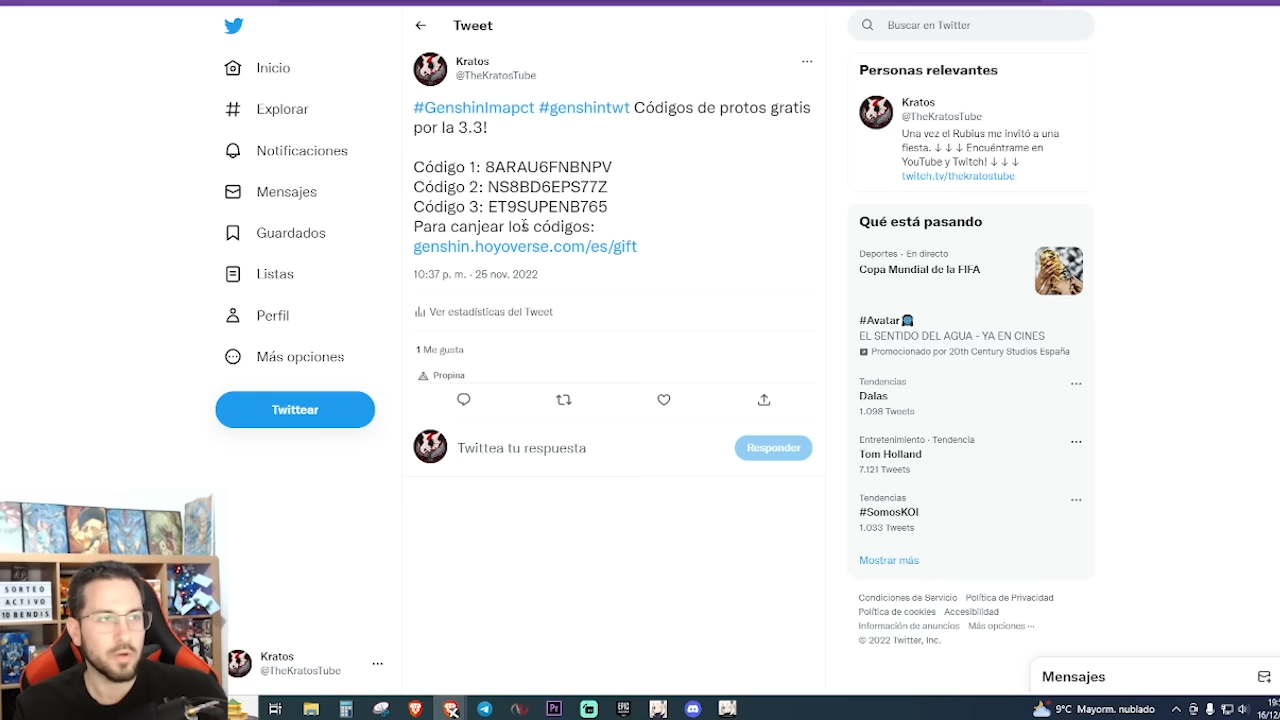 Tweet
Kratos
@TheKratosTube
#GenshinImapct #genshintwt Códigos de protos gratis
por la 3.3!
Código 1: 8ARAU6FNBNPV
Código 2: NS8BD6EPS77Z
Código 3: ET9SUPENB765
Para canjear los códigos:
genshin.hoyoverse.com/es/gift
10:37 p. m. · 25 nov. 2022
Ver estadísticas del Tweet
1 Me gusta
Propina
Twittea tu respuesta
Responder
Inicio
Explorar
Notificaciones
Mensajes
Guardados
Listas
Perfil
Más opciones
Twittear
SORTEO
ACTIVO
10 BENDIS
Kratos
@TheKratosTube
Buscar en Twitter
Personas relevantes
Kratos
@TheKratosTube
Una vez el Rubius me invitó a una
fiesta. ↓ ↓ ↓ Encuéntrame en
YouTube y Twitch! ↓ ↓ ↓
twitch.tv/thekratostube
Qué está pasando
Deportes · En directo
Copa Mundial de la FIFA
#Avatar
EL SENTIDO DEL AGUA - YA EN CINES
Promocionado por 20th Century Studios España
Tendencias
Dalas
1.098 Tweets
Entretenimiento · Tendencia
Tom Holland
7.121 Tweets
Tendencias
#SomosKOI
1.033 Tweets
Mostrar más
Condiciones de Servicio Política de Privacidad
Política de cookies Accesibilidad
Información de anuncios Más opciones ···
© 2022 Twitter, Inc.
Mensajes
9°C Mayorm. nublado